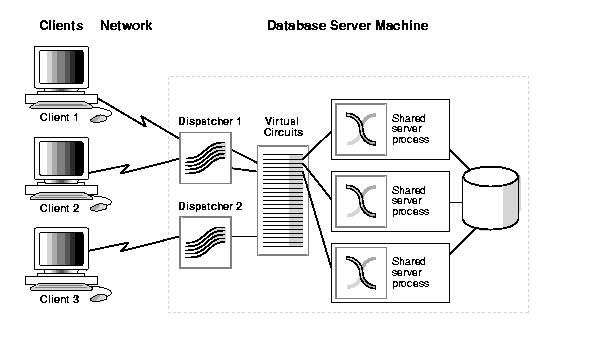 Clients Network Database Server Machine
Client 1
Client 2
Client 3
Dispatcher 1
Dispatcher 2
Virtual
Circuits
Shared
server
process
Shared
server
process
Shared
server
process